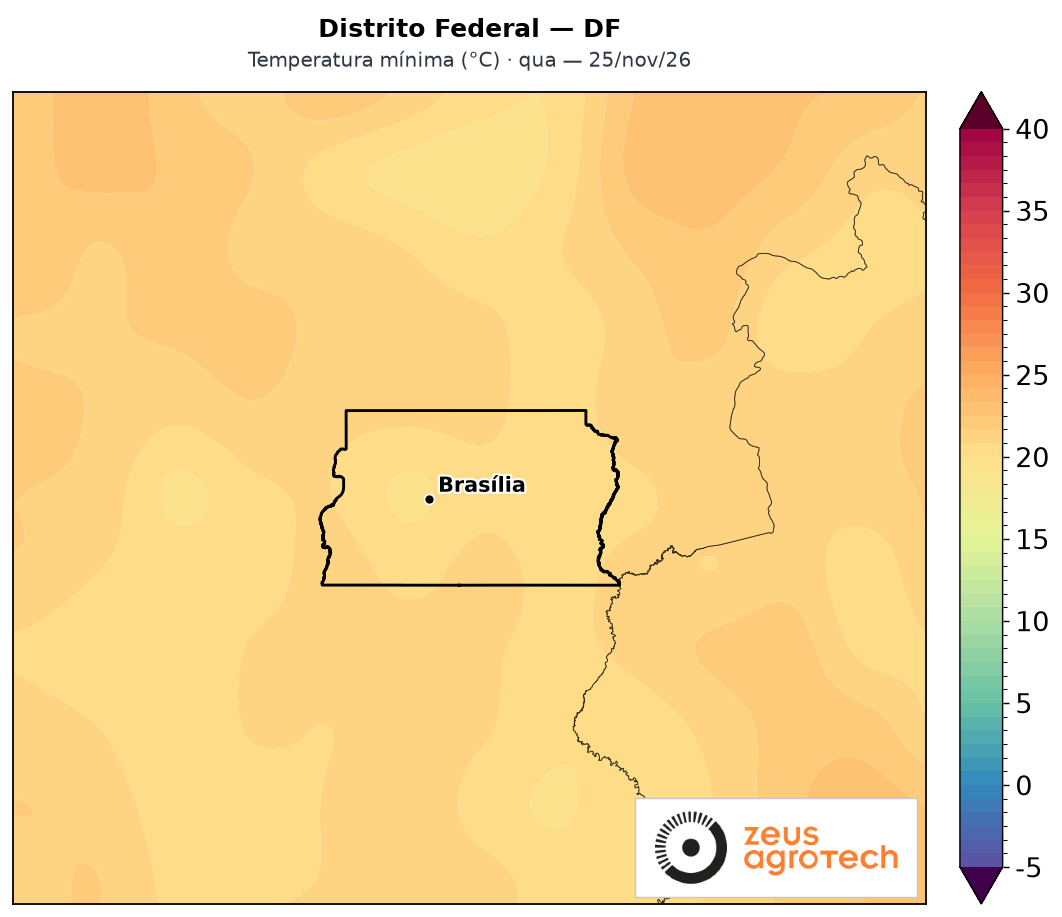 Distrito Federal — DF
Temperatura mínima (°C) · qua — 25/nov/26
Brasília
40
35
30
25
20
15
10
5
0
-5
zeus
agrotech